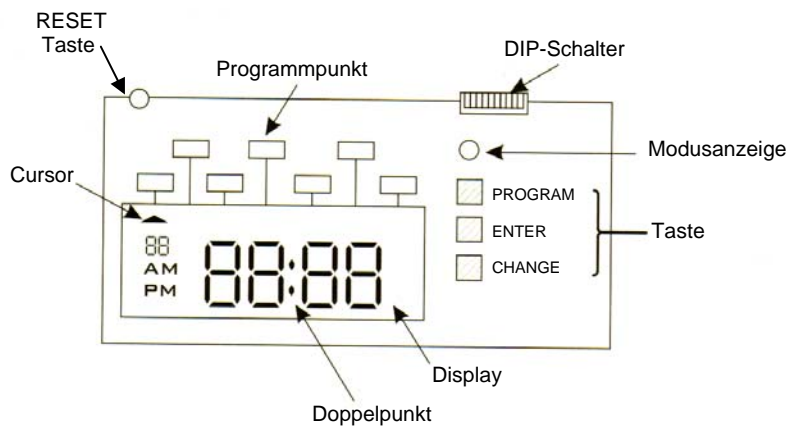 RESET
Taste
DIP-Schalter
Programmpunkt
Modusanzeige
Cursor
PROGRAM
ENTER
Taste
CHANGE
88
AM
PM
88:88
Display
Doppelpunkt